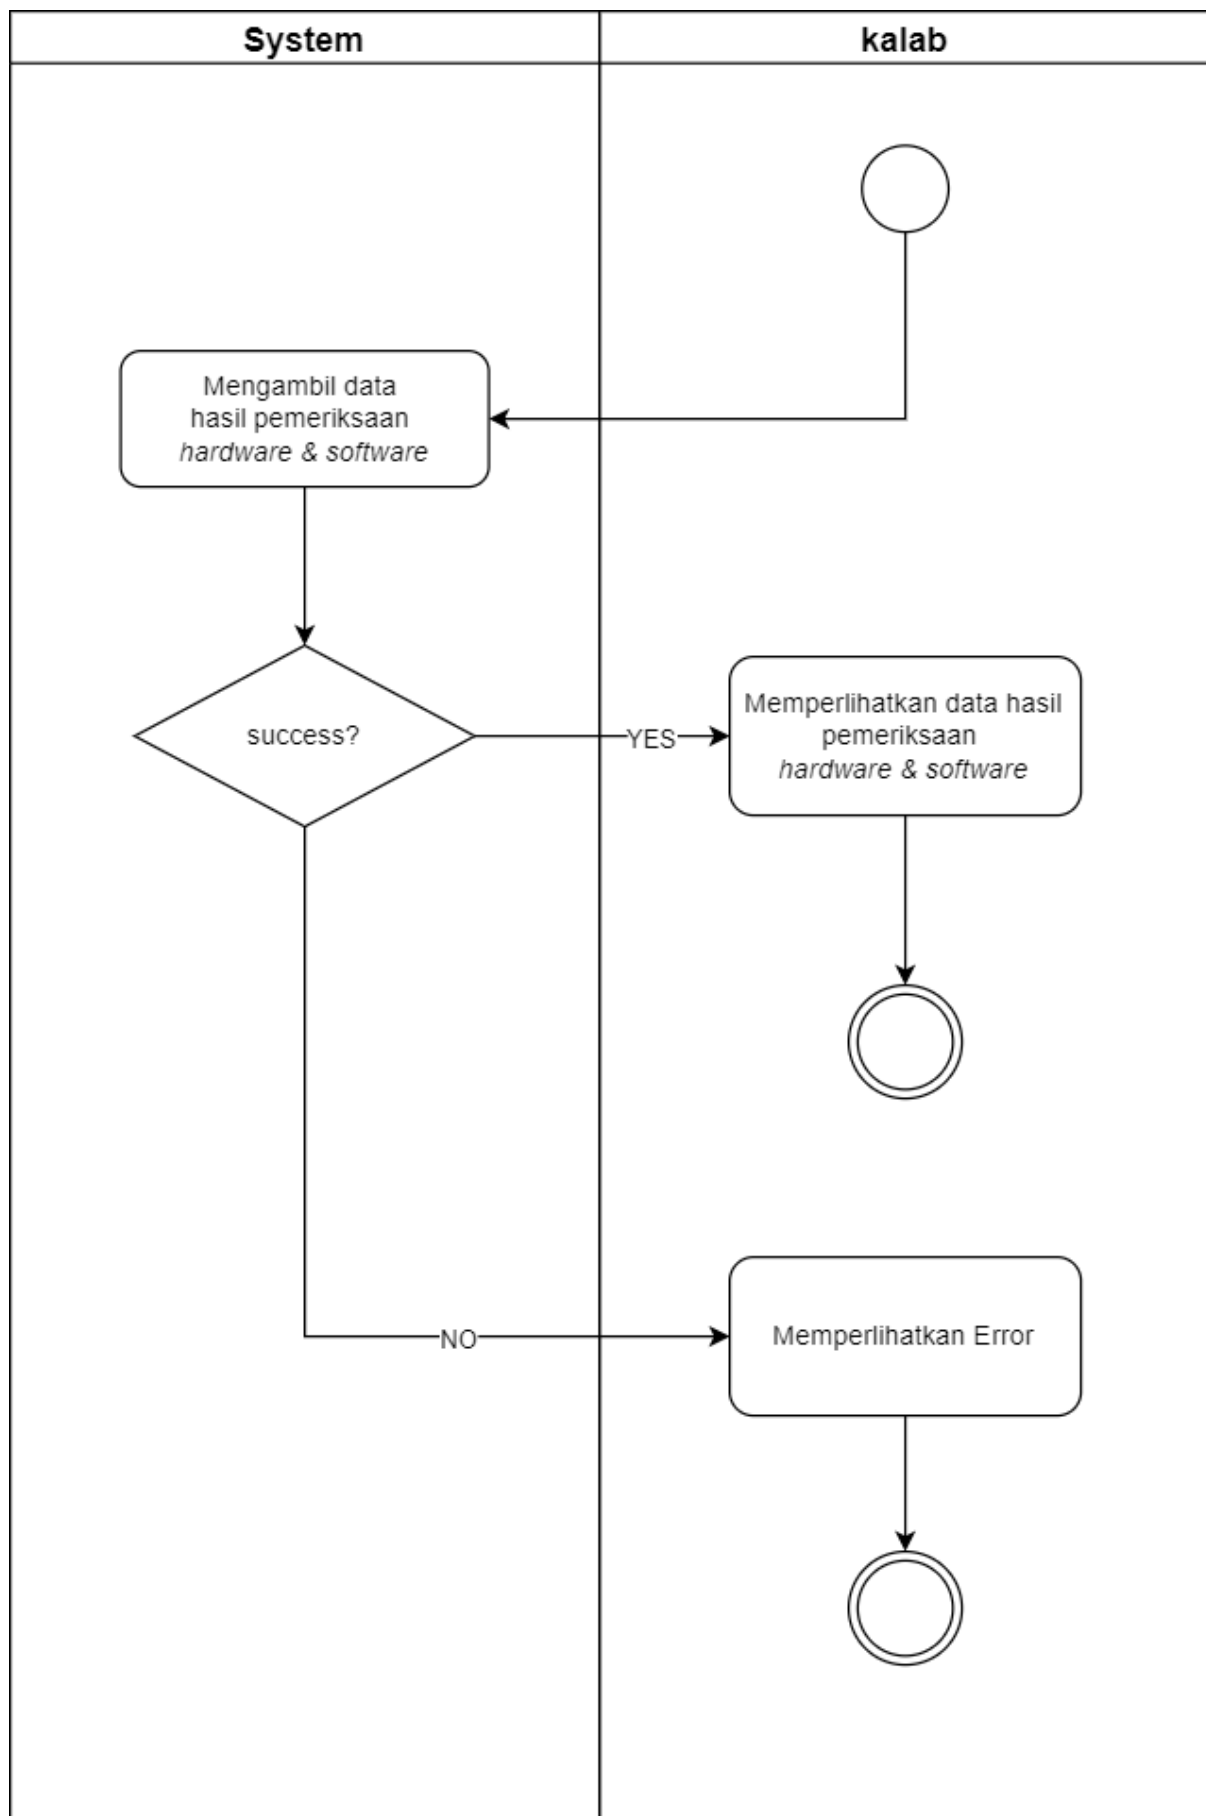 System
kalab
Mengambil data
hasil pemeriksaan
hardware & software
success?
YES
Memperlihatkan data hasil
pemeriksaan
hardware & software
NO
Memperlihatkan Error